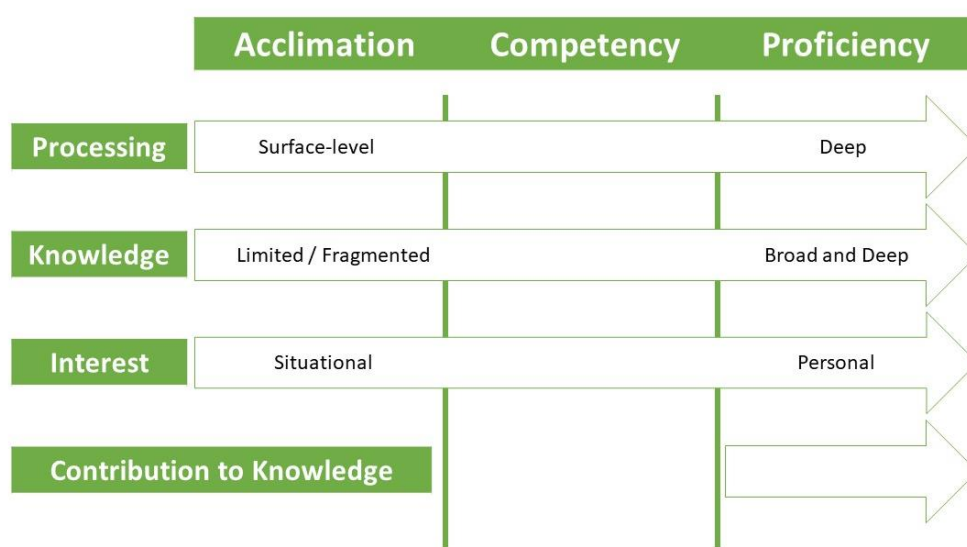 Acclimation Competency Proficiency
Processing Surface-level Deep
Knowledge Limited / Fragmented Broad and Deep
Interest Situational Personal
Contribution to Knowledge